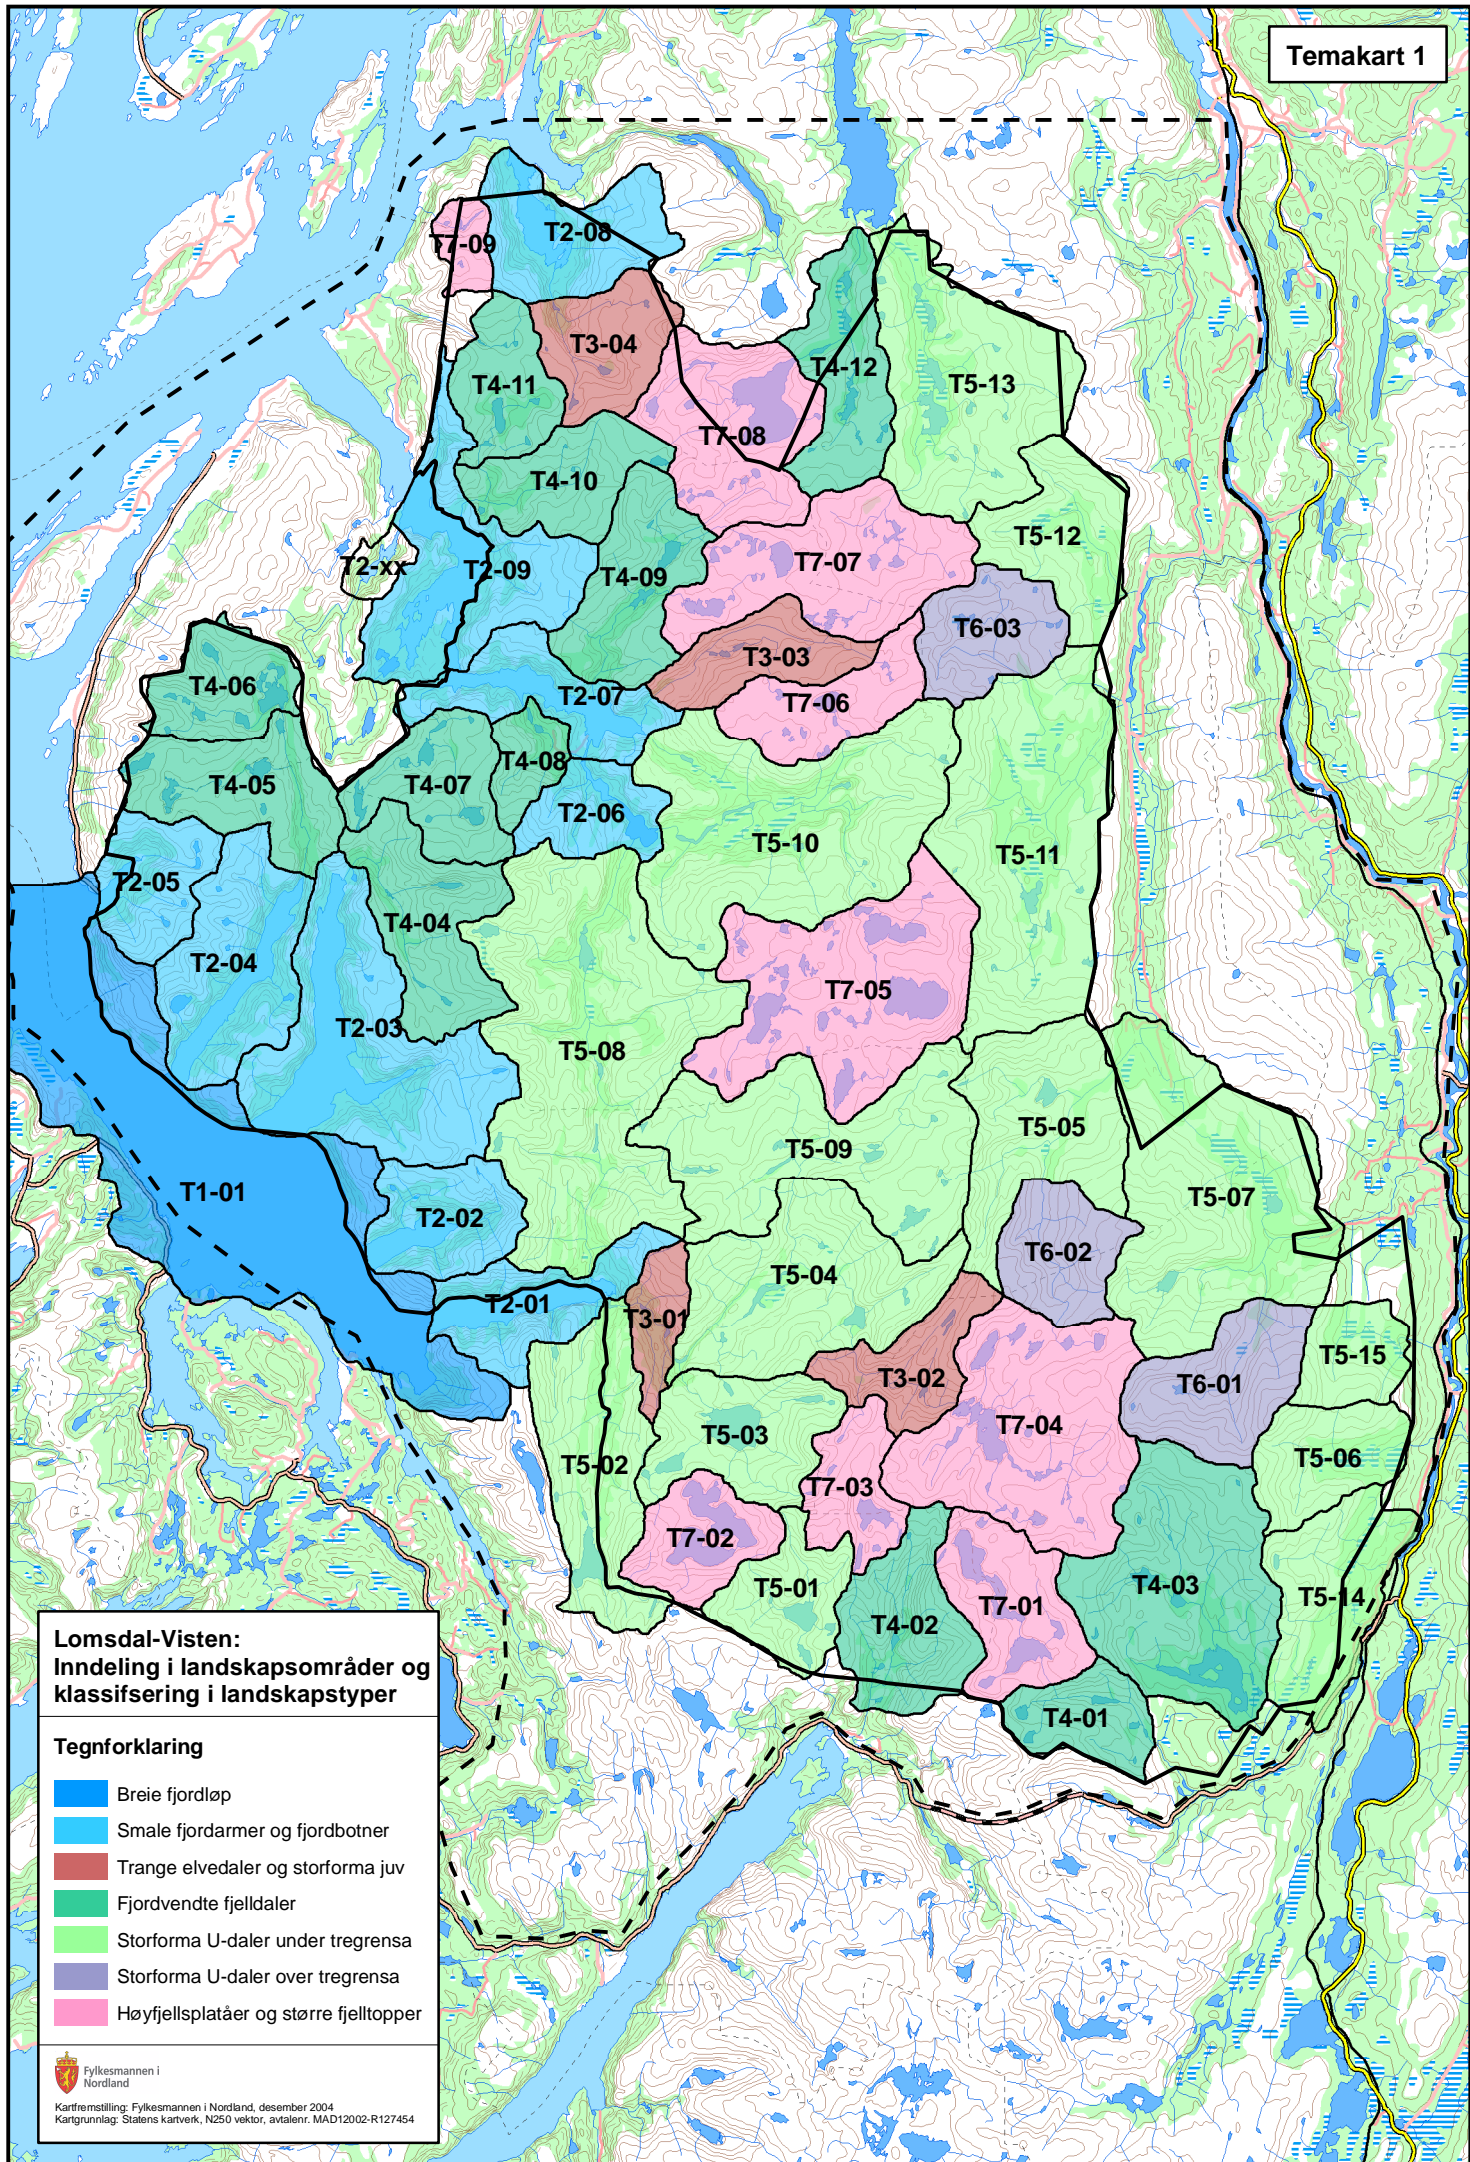 Temakart 1
T7-09
T2-08
T3-04
T4-11
T4-12
T5-13
T7-08
T4-10
T5-12
T2-xx
T2-09
T4-09
T7-07
T6-03
T3-03
T4-06
T2-07
T7-06
T4-08
T4-05
T4-07
T2-06
T5-10
T5-11
T2-05
T4-04
T2-04
T7-05
T2-03
T5-08
T5-05
T5-09
T1-01
T5-07
T2-02
T6-02
T5-04
T2-01
T3-01
T5-15
T3-02
T6-01
T7-04
T5-03
T5-02
T5-06
T7-03
T7-02
T5-01
T4-03
T5-14
T7-01
T4-02
T4-01
Lomsdal-Visten:
Inndeling i landskapsområder og
klassifsering i landskapstyper
Tegnforklaring
Breie fjordløp
Smale fjordarmer og fjordbotner
Trange elvedaler og storforma juv
Fjordvendte fjelldaler
Storforma U-daler under tregrensa
Storforma U-daler over tregrensa
Høyfjellsplatåer og større fjelltopper
Fylkesmannen i
Nordland
Kartfremstilling: Fylkesmannen i Nordland, desember 2004
Kartgrunnlag: Statens kartverk, N250 vektor, avtalenr. MAD12002-R127454